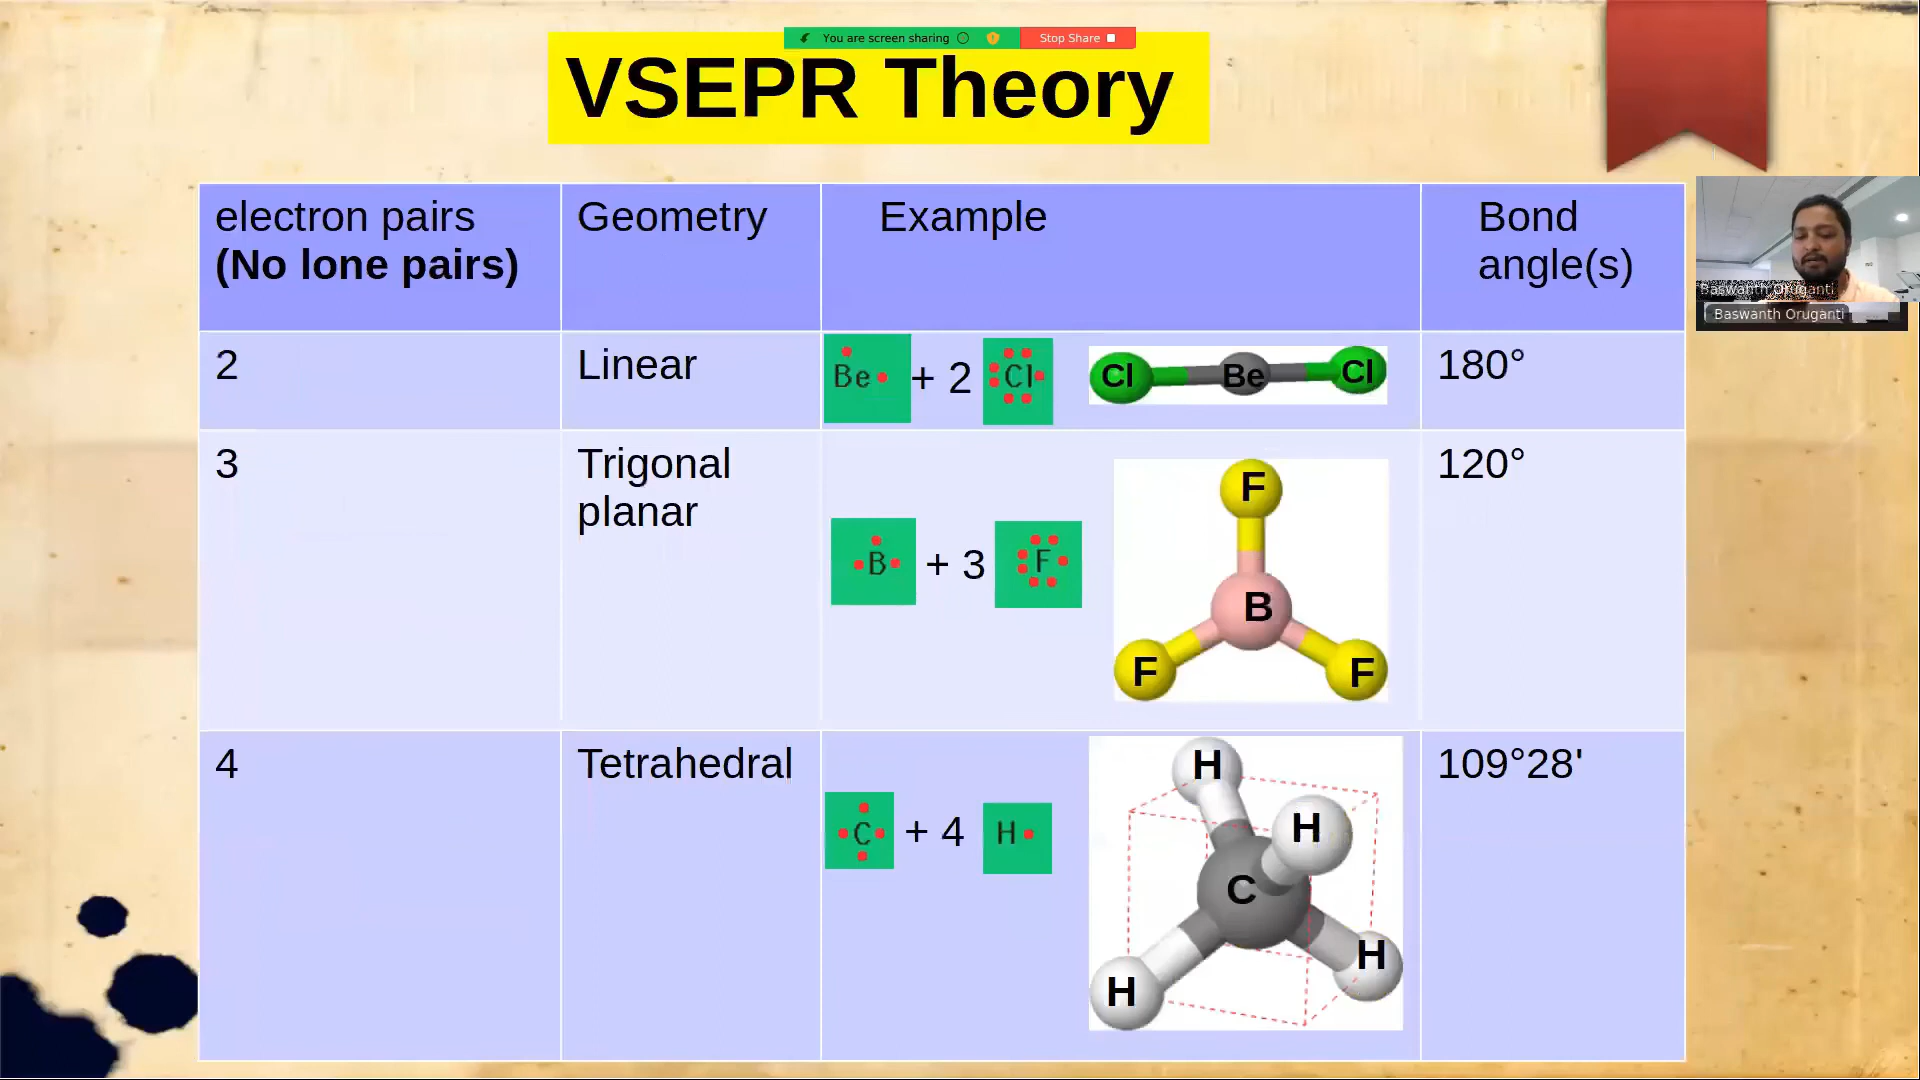 You are screen sharing
Stop Share
VSEPR Theory
electron pairs
(No lone pairs)
Geometry
Example
Bond
angle(s)
2
Linear
Be
+ 2
Cl
Cl
Be
Cl
180°
3
Trigonal
planar
B
+ 3
F
F
B
F
F
120°
4
Tetrahedral
C
+ 4
H
H
H
C
H
H
109°28'
Baswanth Oruganti
Baswanth Oruganti